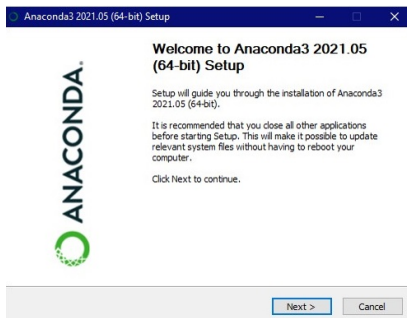 Anaconda3 2021.05 (64-bit) Setup
Welcome to Anaconda3 2021.05
(64-bit) Setup
Setup will guide you through the installation of Anaconda3
2021.05 (64-bit).
It is recommended that you close all other applications
before starting Setup. This will make it possible to update
relevant system files without having to reboot your
computer.
Click Next to continue.
ANACONDA.
Next >
Cancel